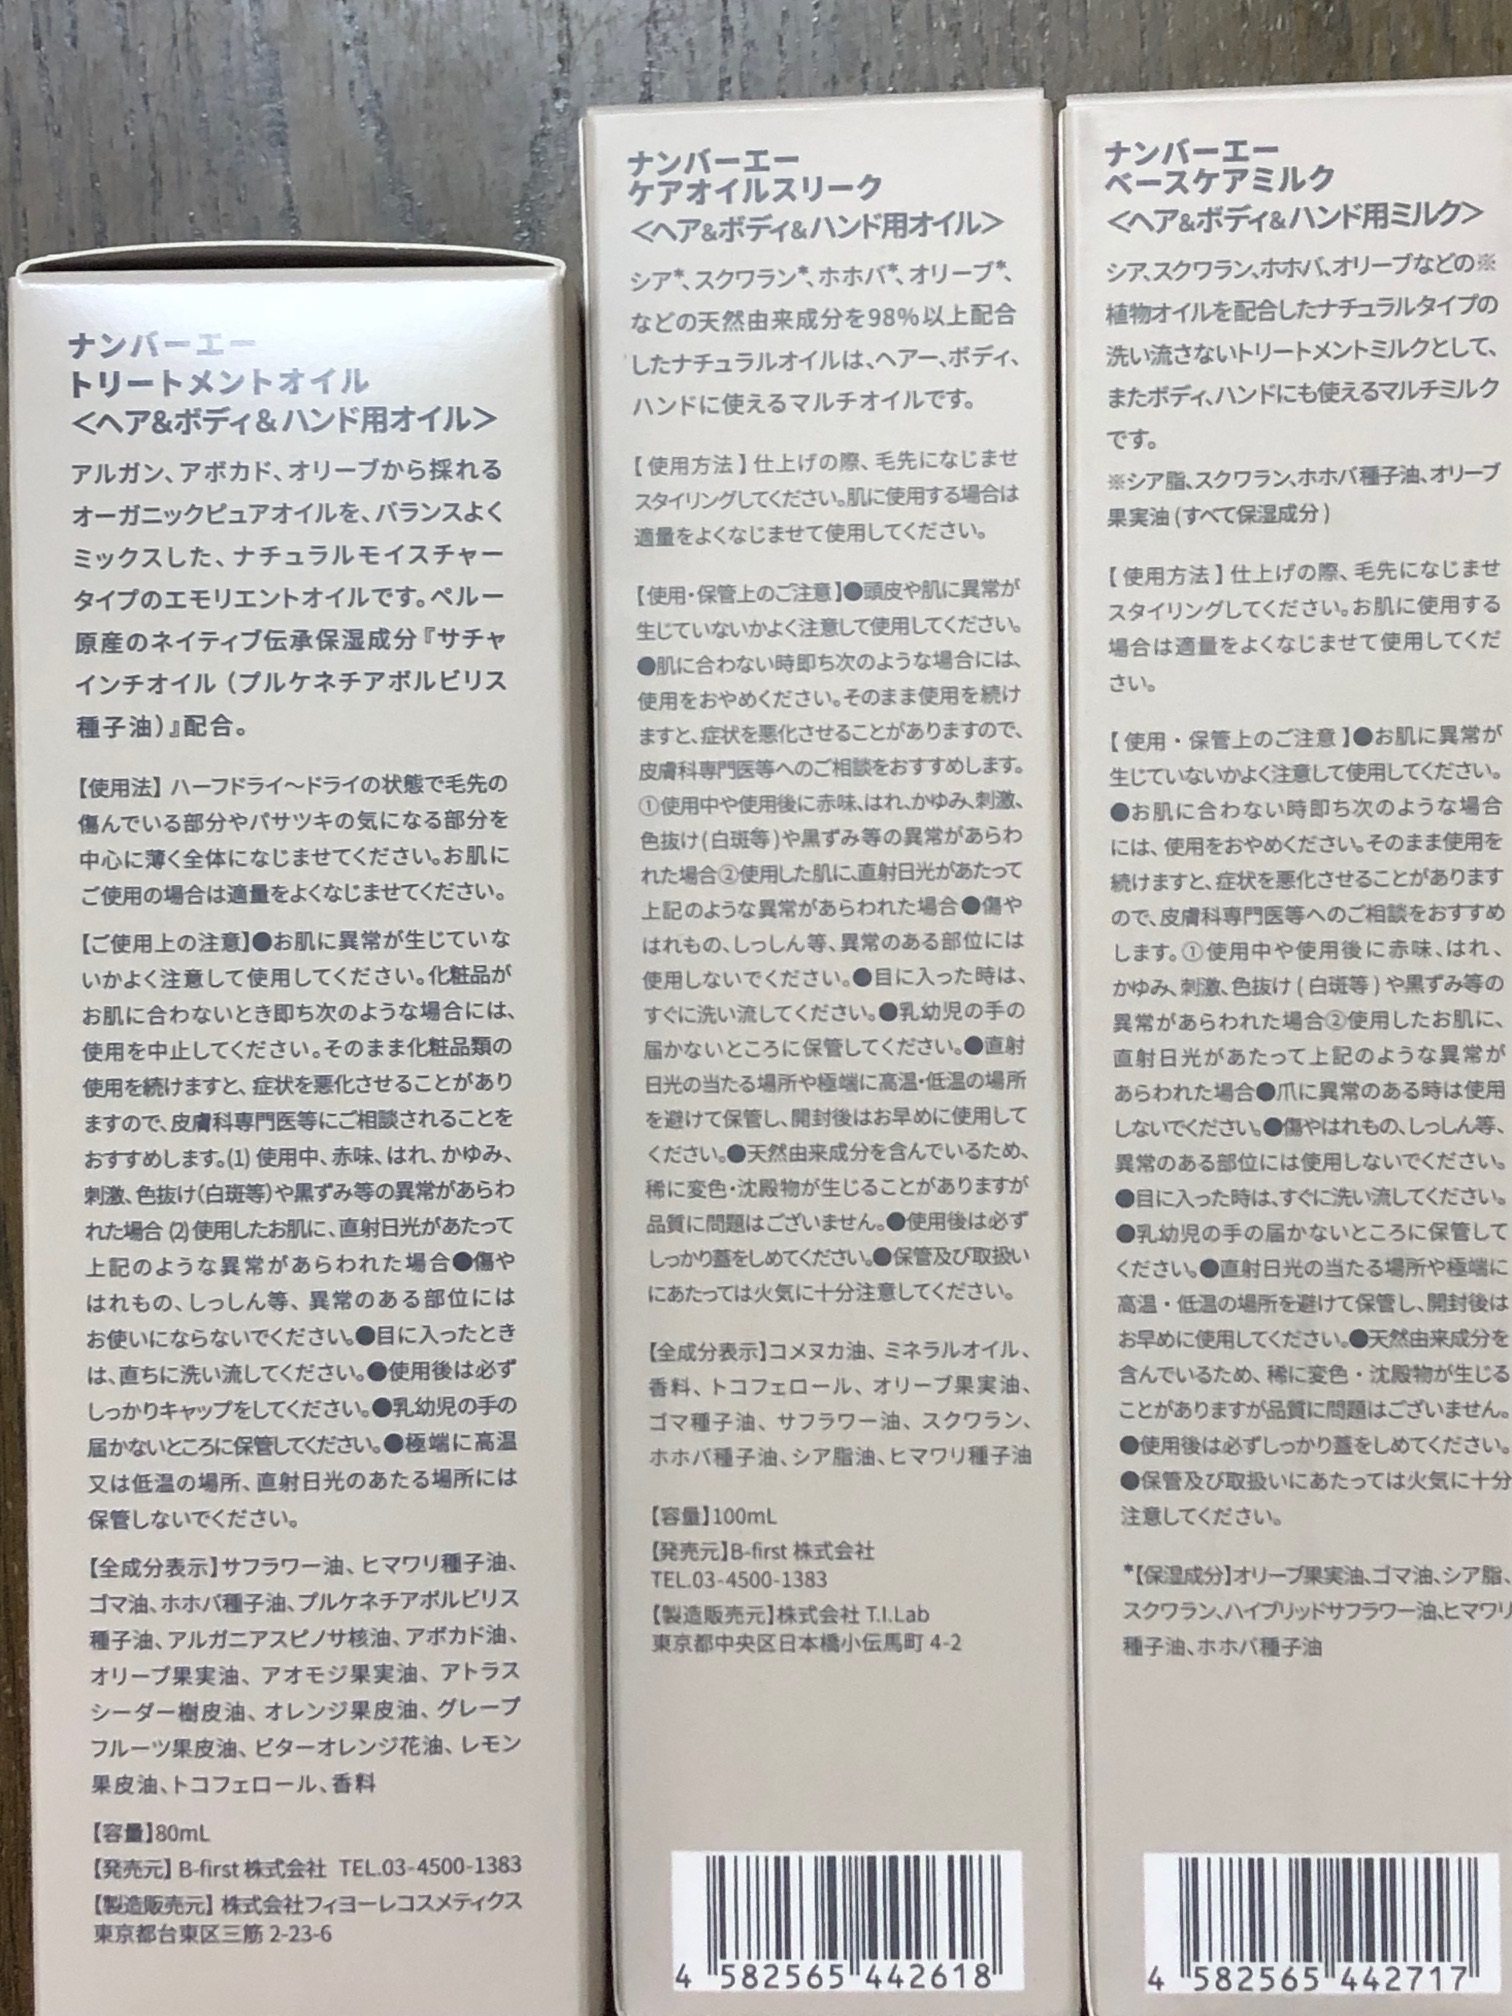 ナンバーエー
トリートメントオイル
＜ヘア&ボディ&ハンド用オイル＞
アルガン、アボカド、オリーブから採れる
オーガニックピュアオイルを、バランスよく
ミックスした、ナチュラルモイスチャー
タイプのエモリエントオイルです。ペルー
原産のネイティブ伝承保湿成分『サチャ
インチオイル（プルケネチアボルビリス
種子油）』配合。
【使用法】ハーフドライ〜ドライの状態で毛先の
傷んでいる部分やパサツキの気になる部分を
中心に薄く全体になじませてください。お肌に
ご使用の場合は適量をよくなじませてください。
【ご使用上の注意】●お肌に異常が生じていな
いかよく注意して使用してください。化粧品が
お肌に合わないとき即ち次のような場合には、
使用を中止してください。そのまま化粧品類の
使用を続けますと、症状を悪化させることがあり
ますので、皮膚科専門医等にご相談されることを
おすすめします。(1) 使用中、赤味、はれ、かゆみ、
刺激、色抜け（白斑等）や黒ずみ等の異常があらわ
れた場合 (2)使用したお肌に、直射日光があたって
上記のような異常があらわれた場合●傷や
はれもの、しっしん等、異常のある部位には
お使いにならないでください。●目に入ったとき
は、直ちに洗い流してください。●使用後は必ず
しっかりキャップをしてください。●乳幼児の手の
届かないところに保管してください。●極端に高温
又は低温の場所、直射日光のあたる場所には
保管しないでください。
【全成分表示】サフラワー油、ヒマワリ種子油、
ゴマ油、ホホバ種子油、プルケネチアボルビリス
種子油、アルガニアスピノサ核油、アボカド油、
オリーブ果実油、アオモジ果実油、アトラス
シーダー樹皮油、オレンジ果皮油、グレープ
フルーツ果皮油、ビターオレンジ花油、レモン
果皮油、トコフェロール、香料
【容量】80mL
【発売元】B-first 株式会社 TEL.03-4500-1383
【製造販売元】株式会社フィヨーレコスメティクス
東京都台東区三筋 2-23-6
ナンバーエー
ケアオイルスリーク
＜ヘア&ボディ&ハンド用オイル＞
シア*、スクワラン*、ホホバ*、オリーブ*、
などの天然由来成分を98%以上配合
したナチュラルオイルは、ヘアー、ボディ、
ハンドに使えるマルチオイルです。
【使用方法】仕上げの際、毛先になじませ
スタイリングしてください。肌に使用する場合は
適量をよくなじませて使用してください。
【使用・保管上のご注意】●頭皮や肌に異常が
生じていないかよく注意して使用してください。
●肌に合わない時即ち次のような場合には、
使用をおやめください。そのまま使用を続け
ますと、症状を悪化させることがありますので、
皮膚科専門医等へのご相談をおすすめします。
①使用中や使用後に赤味、はれ、かゆみ、刺激、
色抜け(白斑等)や黒ずみ等の異常があらわ
れた場合②使用した肌に、直射日光があたって
上記のような異常があらわれた場合●傷や
はれもの、しっしん等、異常のある部位には
使用しないでください。●目に入った時は、
すぐに洗い流してください。●乳幼児の手の
届かないところに保管してください。●直射
日光の当たる場所や極端に高温・低温の場所
を避けて保管し、開封後はお早めに使用して
ください。●天然由来成分を含んでいるため、
稀に変色・沈殿物が生じることがありますが
品質に問題はございません。●使用後は必ず
しっかり蓋をしめてください。●保管及び取扱い
にあたっては火気に十分注意してください。
【全成分表示】コメヌカ油、ミネラルオイル、
香料、トコフェロール、オリーブ果実油、
ゴマ種子油、サフラワー油、スクワラン、
ホホバ種子油、シア脂油、ヒマワリ種子油
【容量】100mL
【発売元】B-first 株式会社
TEL.03-4500-1383
【製造販売元】株式会社 T.I.Lab
東京都中央区日本橋小伝馬町 4-2
4 582565 442618
ナンバーエー
ベースケアミルク
＜ヘア&ボディ&ハンド用ミルク＞
シア、スクワラン、ホホバ、オリーブなどの※
植物オイルを配合したナチュラルタイプの
洗い流さないトリートメントミルクとして、
またボディ、ハンドにも使えるマルチミルク
です。
※シア脂、スクワラン、ホホバ種子油、オリーブ
果実油(すべて保湿成分)
【使用方法】仕上げの際、毛先になじませ
スタイリングしてください。お肌に使用する
場合は適量をよくなじませて使用してくだ
さい。
【使用・保管上のご注意】●お肌に異常が
生じていないかよく注意して使用してください。
●お肌に合わない時即ち次のような場合
には、使用をおやめください。そのまま使用を
続けますと、症状を悪化させることがあります
ので、皮膚科専門医等へのご相談をおすすめ
します。①使用中や使用後に赤味、はれ、
かゆみ、刺激、色抜け(白斑等)や黒ずみ等の
異常があらわれた場合②使用したお肌に、
直射日光があたって上記のような異常が
あらわれた場合●爪に異常のある時は使用
しないでください。●傷やはれもの、しっしん等、
異常のある部位には使用しないでください。
●目に入った時は、すぐに洗い流してください。
●乳幼児の手の届かないところに保管して
ください。●直射日光の当たる場所や極端に
高温・低温の場所を避けて保管し、開封後は
お早めに使用してください。●天然由来成分を
含んでいるため、稀に変色・沈殿物が生じる
ことがありますが品質に問題はございません。
●使用後は必ずしっかり蓋をしめてください。
●保管及び取扱いにあたっては火気に十分
注意してください。
*【保湿成分】オリーブ果実油、ゴマ油、シア脂、
スクワラン、ハイブリッドサフラワー油、ヒマワリ
種子油、ホホバ種子油
4 582565 442717